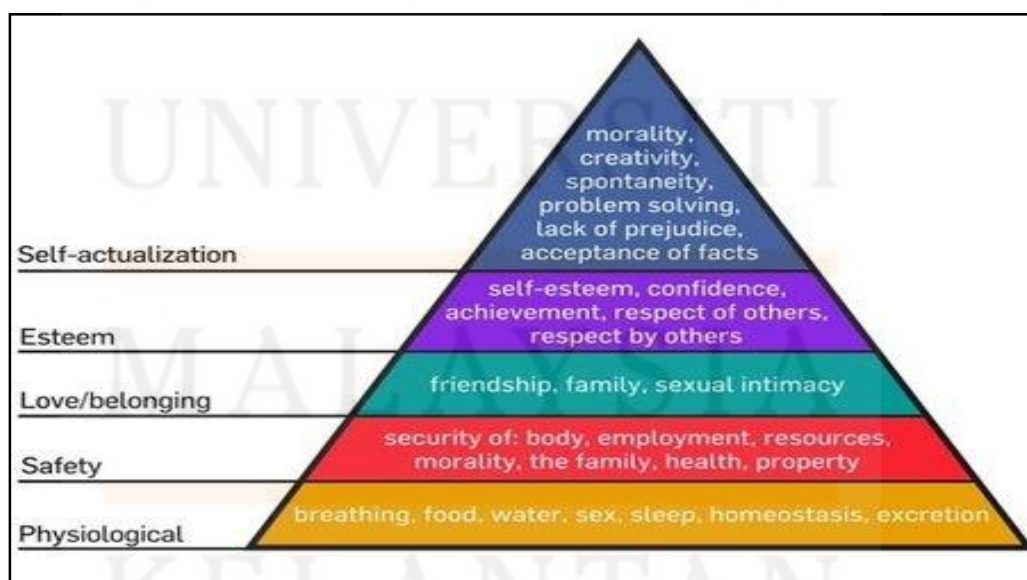 UNIVERSITI
morality,
creativity,
spontaneity,
problem solving,
lack of prejudice,
acceptance of facts
Self-actualization
self-esteem, confidence,
achievement, respect of others,
respect by others
Esteem
MALAYSIA
friendship, family, sexual intimacy
Love/belonging
security of: body, employment, resources,
morality, the family, health, property
Safety
breathing, food, water, sex, sleep, homeostasis, excretion
Physiological
KELANTAN